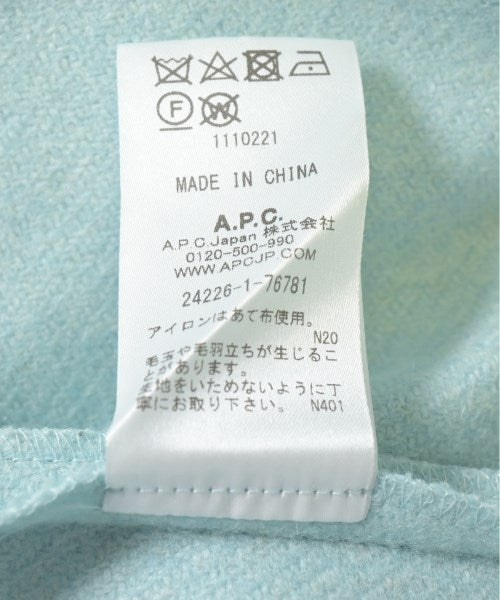 F W
1110221
MADE IN CHINA
A.P.C.
A.P.C.Japan 株式会社
0120-500-990
WWW.APCJP.COM
24226-1-76781
アイロンはあて布使用。
N20
毛玉や毛羽立ちが生じるこ
とがあります。
生地をいためないように丁
寧にお取り下さい。 N401